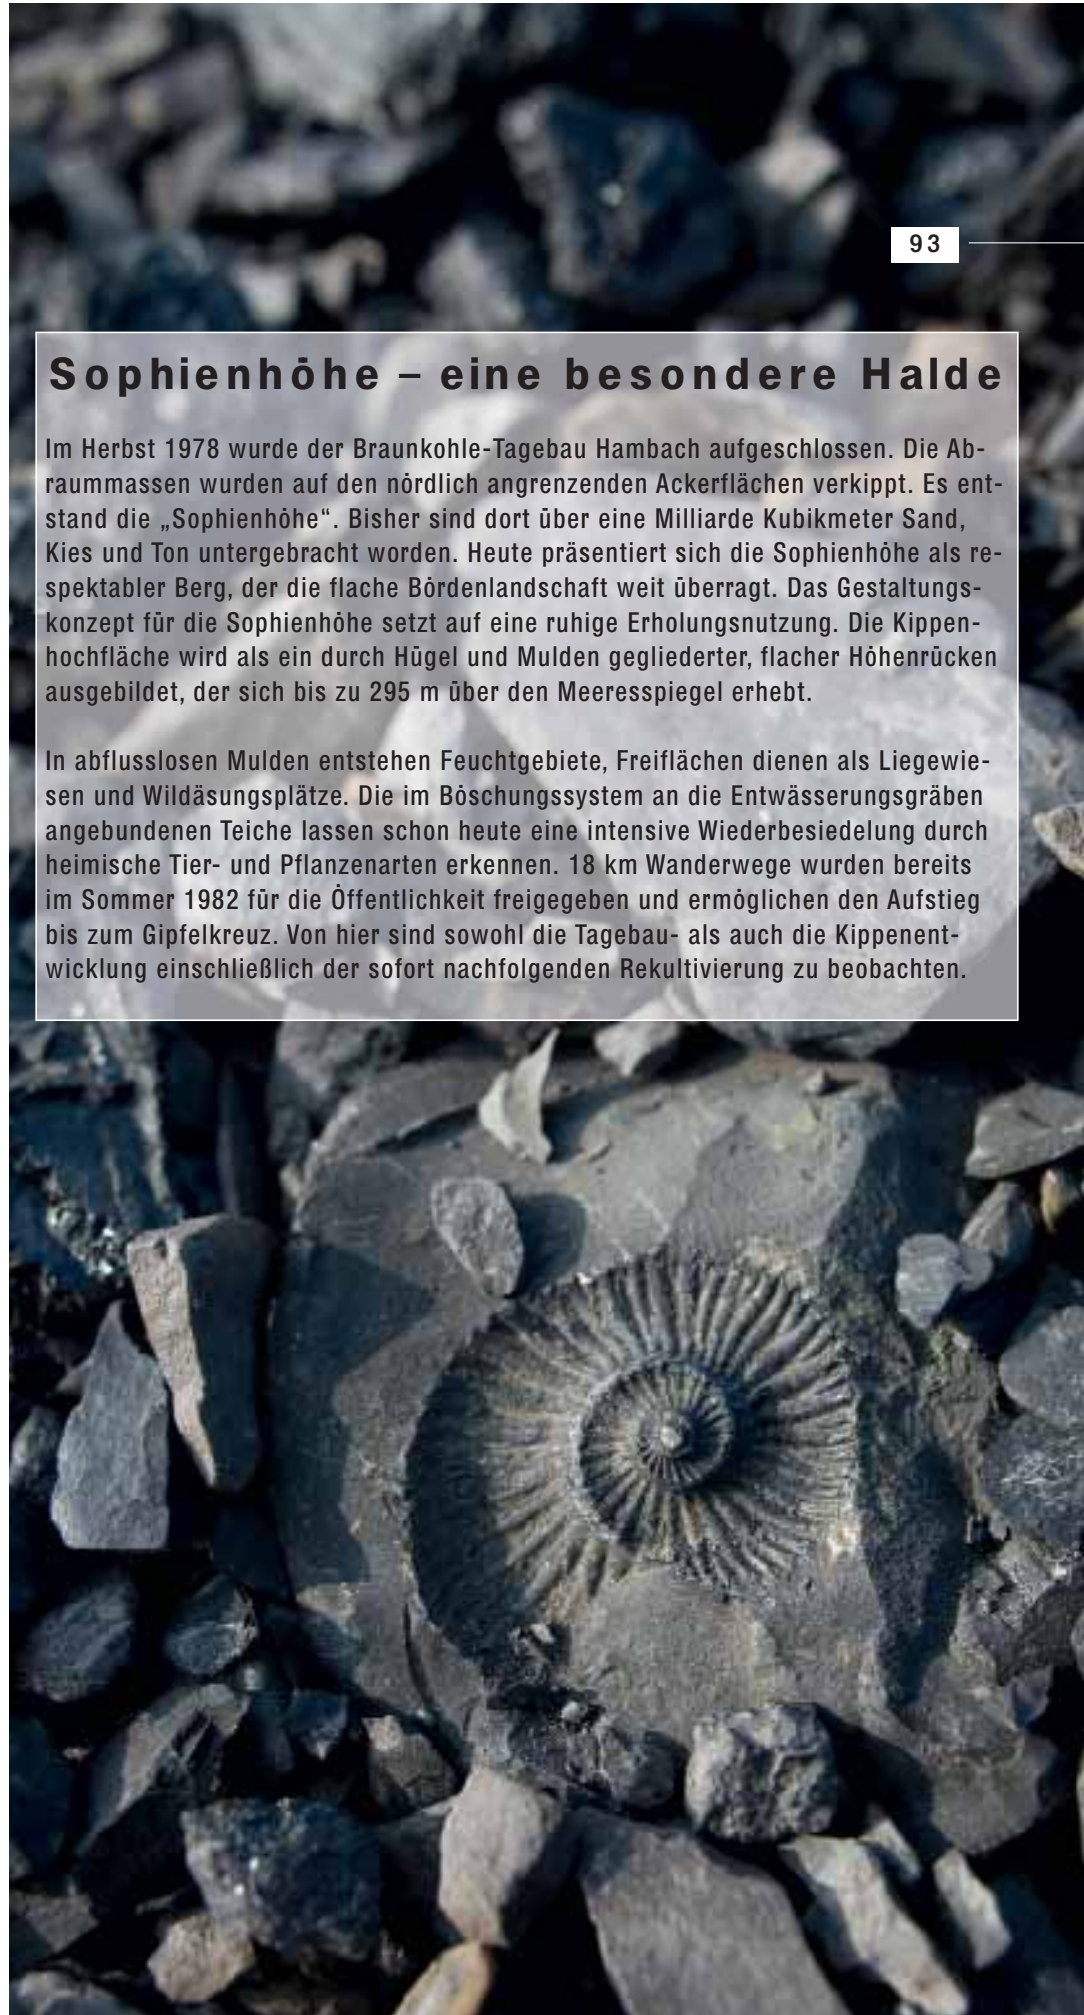 93
Sophienhöhe – eine besondere Halde
Im Herbst 1978 wurde der Braunkohle-Tagebau Hambach aufgeschlossen. Die Ab-
raummassen wurden auf den nördlich angrenzenden Ackerflächen verkippt. Es ent-
stand die „Sophienhöhe“. Bisher sind dort über eine Milliarde Kubikmeter Sand,
Kies und Ton untergebracht worden. Heute präsentiert sich die Sophienhöhe als re-
spektabler Berg, der die flache Bördenlandschaft weit überragt. Das Gestaltungs-
konzept für die Sophienhöhe setzt auf eine ruhige Erholungsnutzung. Die Kippen-
hochfläche wird als ein durch Hügel und Mulden gegliederter, flacher Höhenrücken
ausgebildet, der sich bis zu 295 m über den Meeresspiegel erhebt.
In abflusslosen Mulden entstehen Feuchtgebiete, Freiflächen dienen als Liegewie-
sen und Wildäsungsplätze. Die im Böschungssystem an die Entwässerungsgräben
angebundenen Teiche lassen schon heute eine intensive Wiederbesiedelung durch
heimische Tier- und Pflanzenarten erkennen. 18 km Wanderwege wurden bereits
im Sommer 1982 für die Öffentlichkeit freigegeben und ermöglichen den Aufstieg
bis zum Gipfelkreuz. Von hier sind sowohl die Tagebau- als auch die Kippenent-
wicklung einschließlich der sofort nachfolgenden Rekultivierung zu beobachten.